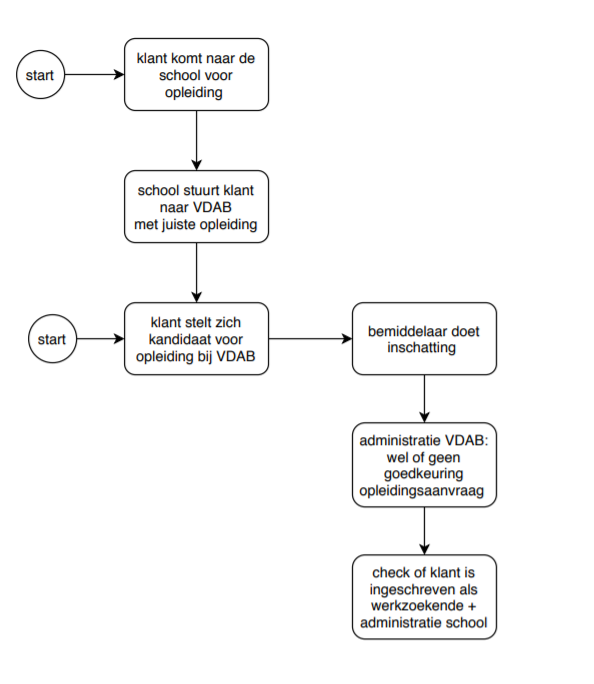 start
klant komt naar de
school voor
opleiding
school stuurt klant
naar VDAB
met juiste opleiding
start
klant stelt zich
kandidaat voor
opleiding bij VDAB
bemiddelaar doet
inschatting
administratie VDAB:
wel of geen
goedkeuring
opleidingsaanvraag
check of klant is
ingeschreven als
werkzoekende +
administratie school